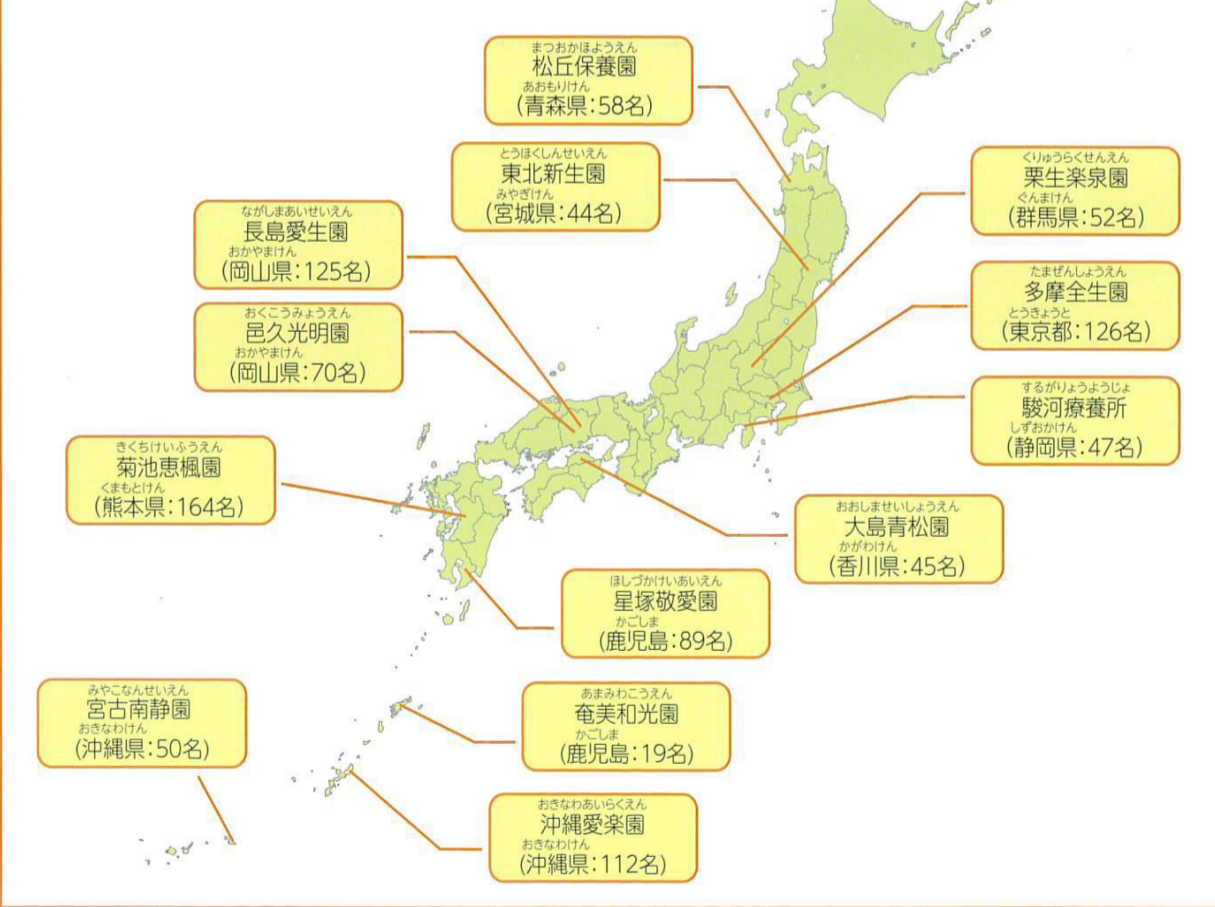 まつおかほようえん
松丘保養園
あおもりけん
(青森県:58名)
とうほくしんせいえん
東北新生園
みやぎけん
(宮城県:44名)
くりゅうらくせんえん
栗生楽泉園
ぐんまけん
(群馬県:52名)
ながしまあいせいえん
長島愛生園
おかやまけん
(岡山県:125名)
たまぜんしょうえん
多摩全生園
とうきょうと
(東京都:126名)
おくこうみょうえん
邑久光明園
おかやまけん
(岡山県:70名)
するがりょうようじょ
駿河療養所
しずおかけん
(静岡県:47名)
きくちけいふうえん
菊池恵楓園
くまもとけん
(熊本県:164名)
おおしませいしょうえん
大島青松園
かがわけん
(香川県:45名)
ほしづかけいあいえん
星塚敬愛園
かごしま
(鹿児島:89名)
みやこなんせいえん
宮古南静園
おきなわけん
(沖縄県:50名)
あまみわこうえん
奄美和光園
かごしま
(鹿児島:19名)
おきなわあいらくえん
沖縄愛楽園
おきなわけん
(沖縄県:112名)